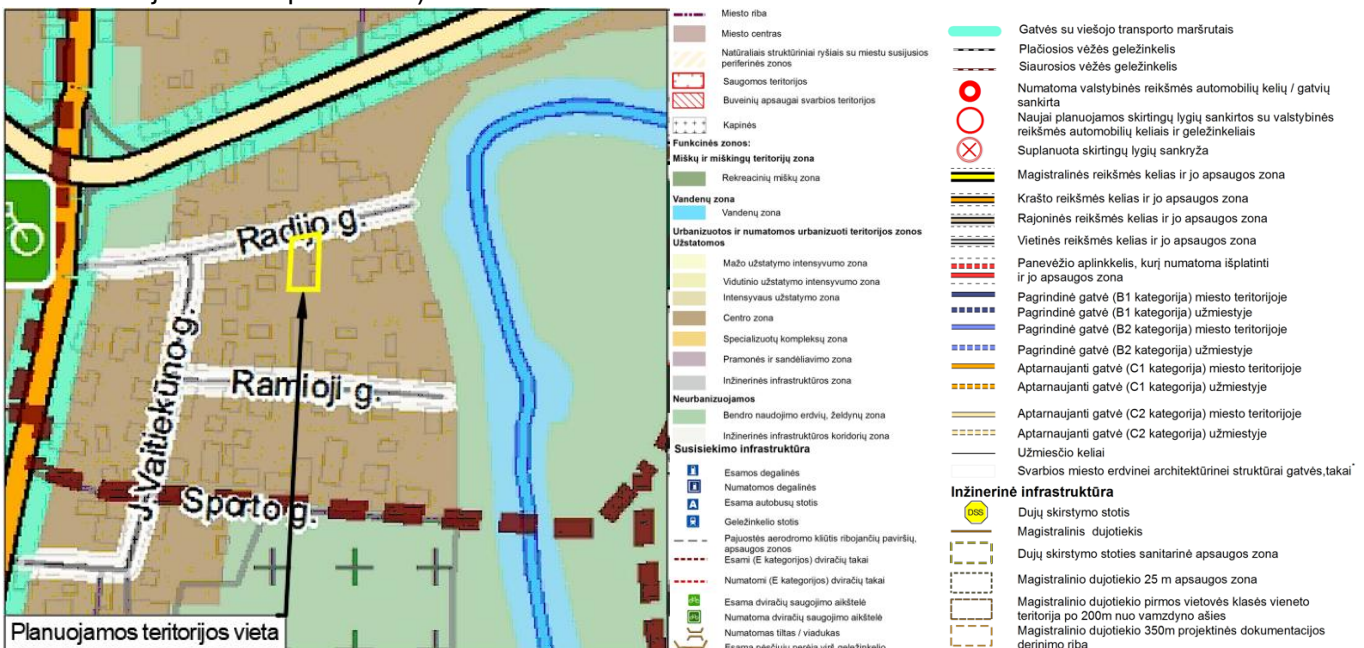 Radijo g.
J. Vaitiekūno g.
Ramioji g.
Sporto g.
Planuojamos teritorijos vieta
Miesto riba
Miesto centras
Natūraliais struktūriniai ryšiais su miestu susijusios
periferinės zonos
Saugomos teritorijos
Buveinių apsaugai svarbios teritorijos
Kapinės
Funkcinės zonos:
Miškų ir miškingų teritorijų zona
Rekreacinių miškų zona
Vandenų zona
Vandenų zona
Urbanizuotos ir numatomos urbanizuoti teritorijos zonos
Užstatomos
Mažo užstatymo intensyvumo zona
Vidutinio užstatymo intensyvumo zona
Intensyvaus užstatymo zona
Centro zona
Specializuotų kompleksų zona
Pramonės ir sandėliavimo zona
Inžinerinės infrastruktūros zona
Neurbanizuojamos
Bendro naudojimo erdvių, želdynų zona
Inžinerinės infrastruktūros koridorių zona
Susisiekimo infrastruktūra
Esamos degalinės
Numatomos degalinės
A Esama autobusų stotis
Geležinkelio stotis
Pajuostės aerodromo kliūtis ribojančių paviršių,
apsaugos zonos
Esami (E kategorijos) dviračių takai
Numatomi (E kategorijos) dviračių takai
Esama dviračių saugojimo aikštelė
Numatoma dviračių saugojimo aikštelė
Numatomas tiltas / viadukas
Esama pėsčiųjų perėja virš geležinkelio
Gatvės su viešojo transporto maršrutais
Plačiosios vėžės geležinkelis
Siaurosios vėžės geležinkelis
Numatoma valstybinės reikšmės automobilių kelių / gatvių
sankirta
Naujai planuojamos skirtingų lygių sankirtos su valstybinės
reikšmės automobilių keliais ir geležinkeliais
Suplanuota skirtingų lygių sankryža
Magistralinės reikšmės kelias ir jo apsaugos zona
Krašto reikšmės kelias ir jo apsaugos zona
Rajoninės reikšmės kelias ir jo apsaugos zona
Vietinės reikšmės kelias ir jo apsaugos zona
Panevėžio aplinkkelis, kurį numatoma išplatinti
ir jo apsaugos zona
Pagrindinė gatvė (B1 kategorija) miesto teritorijoje
Pagrindinė gatvė (B1 kategorija) užmiestyje
Pagrindinė gatvė (B2 kategorija) miesto teritorijoje
Pagrindinė gatvė (B2 kategorija) užmiestyje
Aptarnaujanti gatvė (C1 kategorija) miesto teritorijoje
Aptarnaujanti gatvė (C1 kategorija) užmiestyje
Aptarnaujanti gatvė (C2 kategorija) miesto teritorijoje
Aptarnaujanti gatvė (C2 kategorija) užmiestyje
Užmiesčio keliai
Svarbios miesto erdvinei architektūrinei struktūrai gatvės,takai*
Inžinerinė infrastruktūra
DSS Dujų skirstymo stotis
Magistralinis dujotiekis
Dujų skirstymo stoties sanitarinė apsaugos zona
Magistralinio dujotiekio 25 m apsaugos zona
Magistralinio dujotiekio pirmos vietovės klasės vieneto
teritorija po 200m nuo vamzdyno ašies
Magistralinio dujotiekio 350m projektinės dokumentacijos
derinimo riba